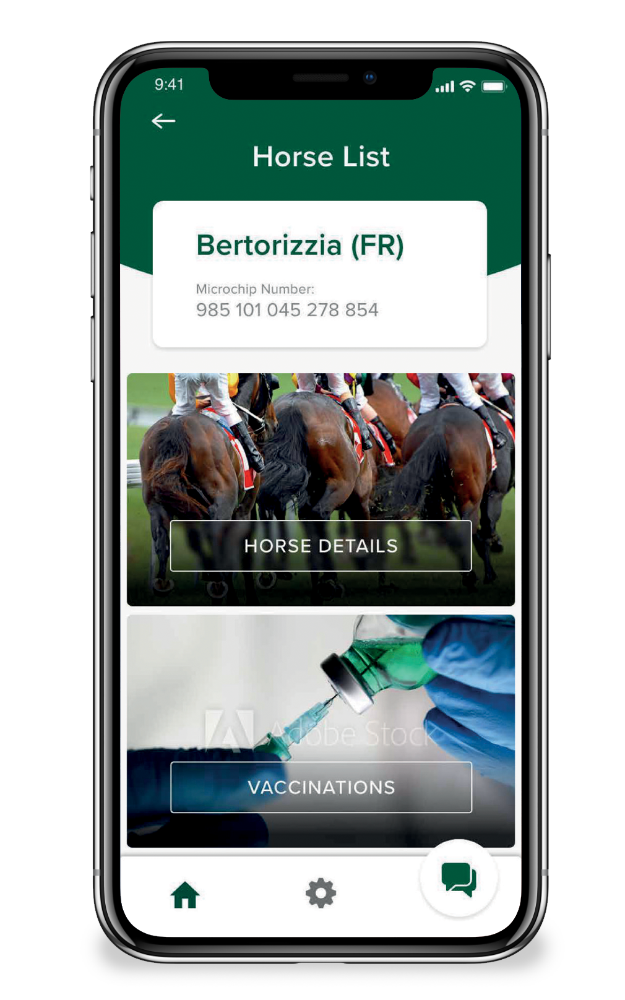 9:41
Horse List
Bertorizzia (FR)
Microchip Number:
985 101 045 278 854
HORSE DETAILS
Adobe Stock
VACCINATIONS